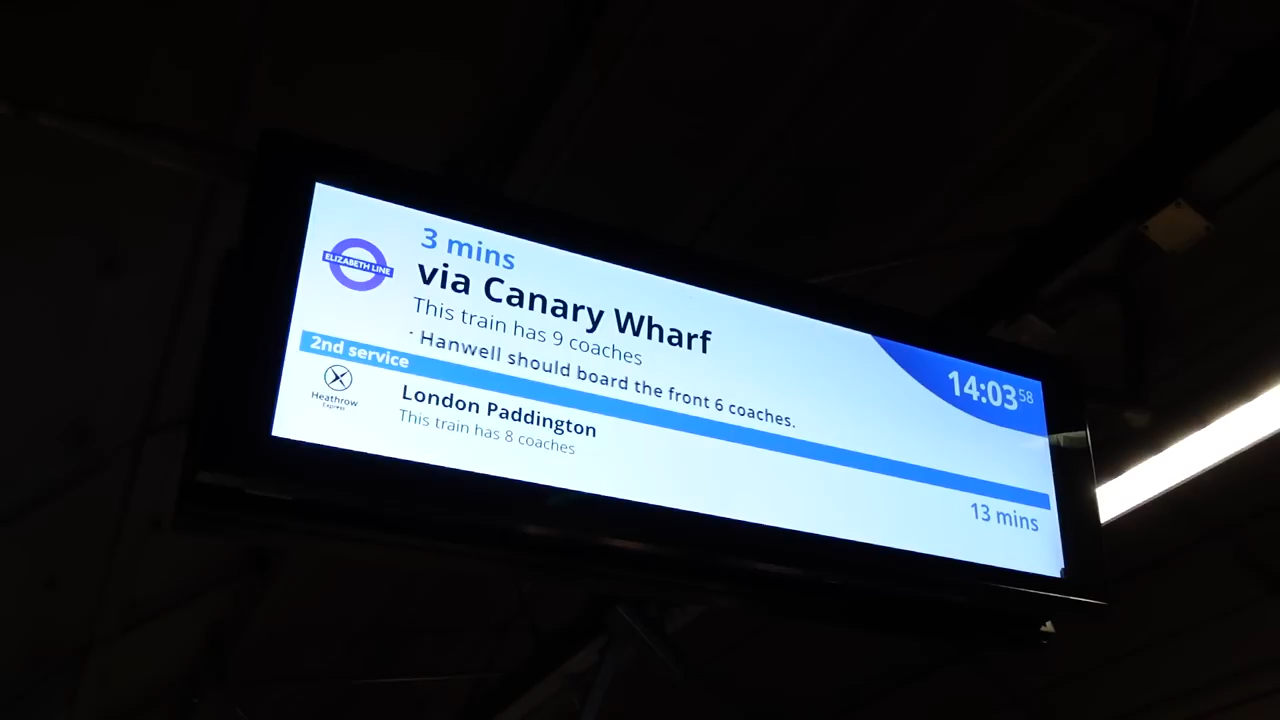 3 mins
ELIZABETH LINE
via Canary Wharf
This train has 9 coaches
· Hanwell should board the front 6 coaches.
14:03 58
2nd service
Heathrow
Express
London Paddington
This train has 8 coaches
13 mins